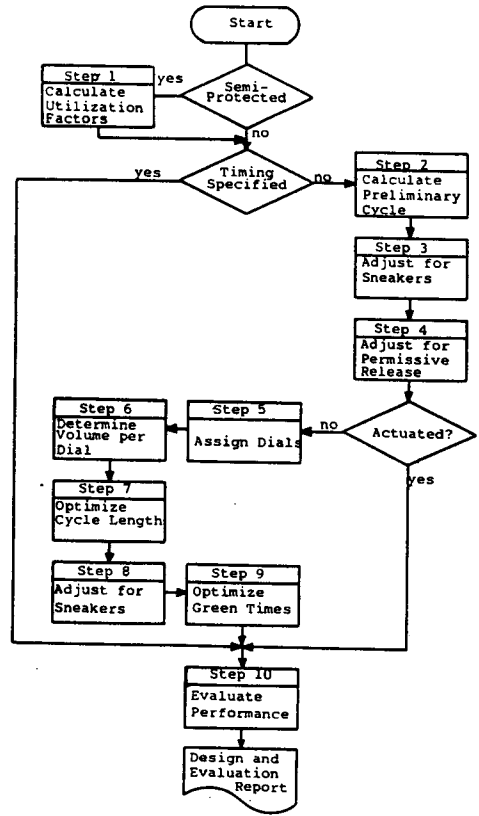 Start
Semi-
Protected
yes
no
Step 1
Calculate
Utilization
Factors
Timing
Specified
yes
no
Step 2
Calculate
Preliminary
Cycle
Step 3
Adjust for
Sneakers
Step 4
Adjust for
Permissive
Release
Actuated?
no
yes
Step 5
Assign Dials
Step 6
Determine
Volume per
Dial
Step 7
Optimize
Cycle Length
Step 8
Adjust for
Sneakers
Step 9
Optimize
Green Times
Step 10
Evaluate
Performance
Design and
Evaluation
Report